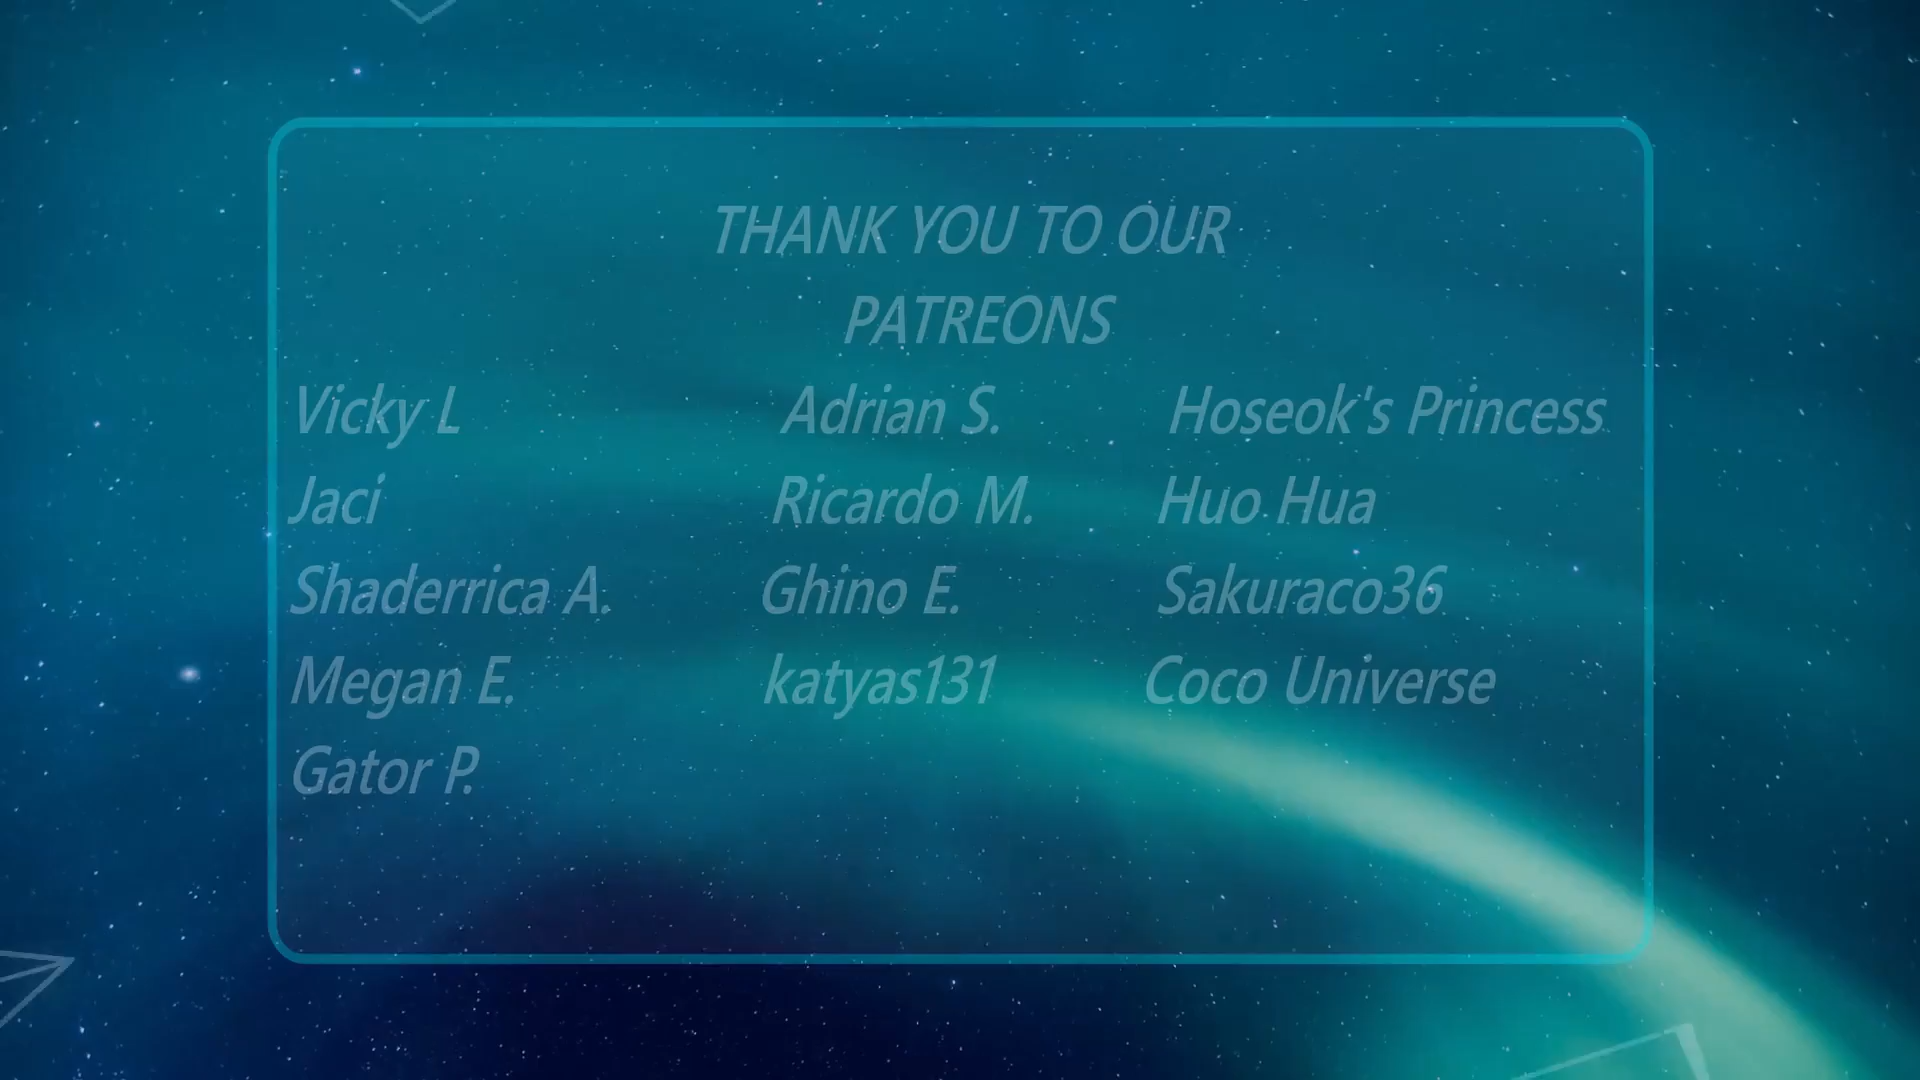 THANK YOU TO OUR
PATREONS
Vicky L Adrian S. Hoseok's Princess
Jaci Ricardo M. Huo Hua
Shaderrica A. Ghino E. Sakuraco36
Megan E. katyas131 Coco Universe
Gator P.